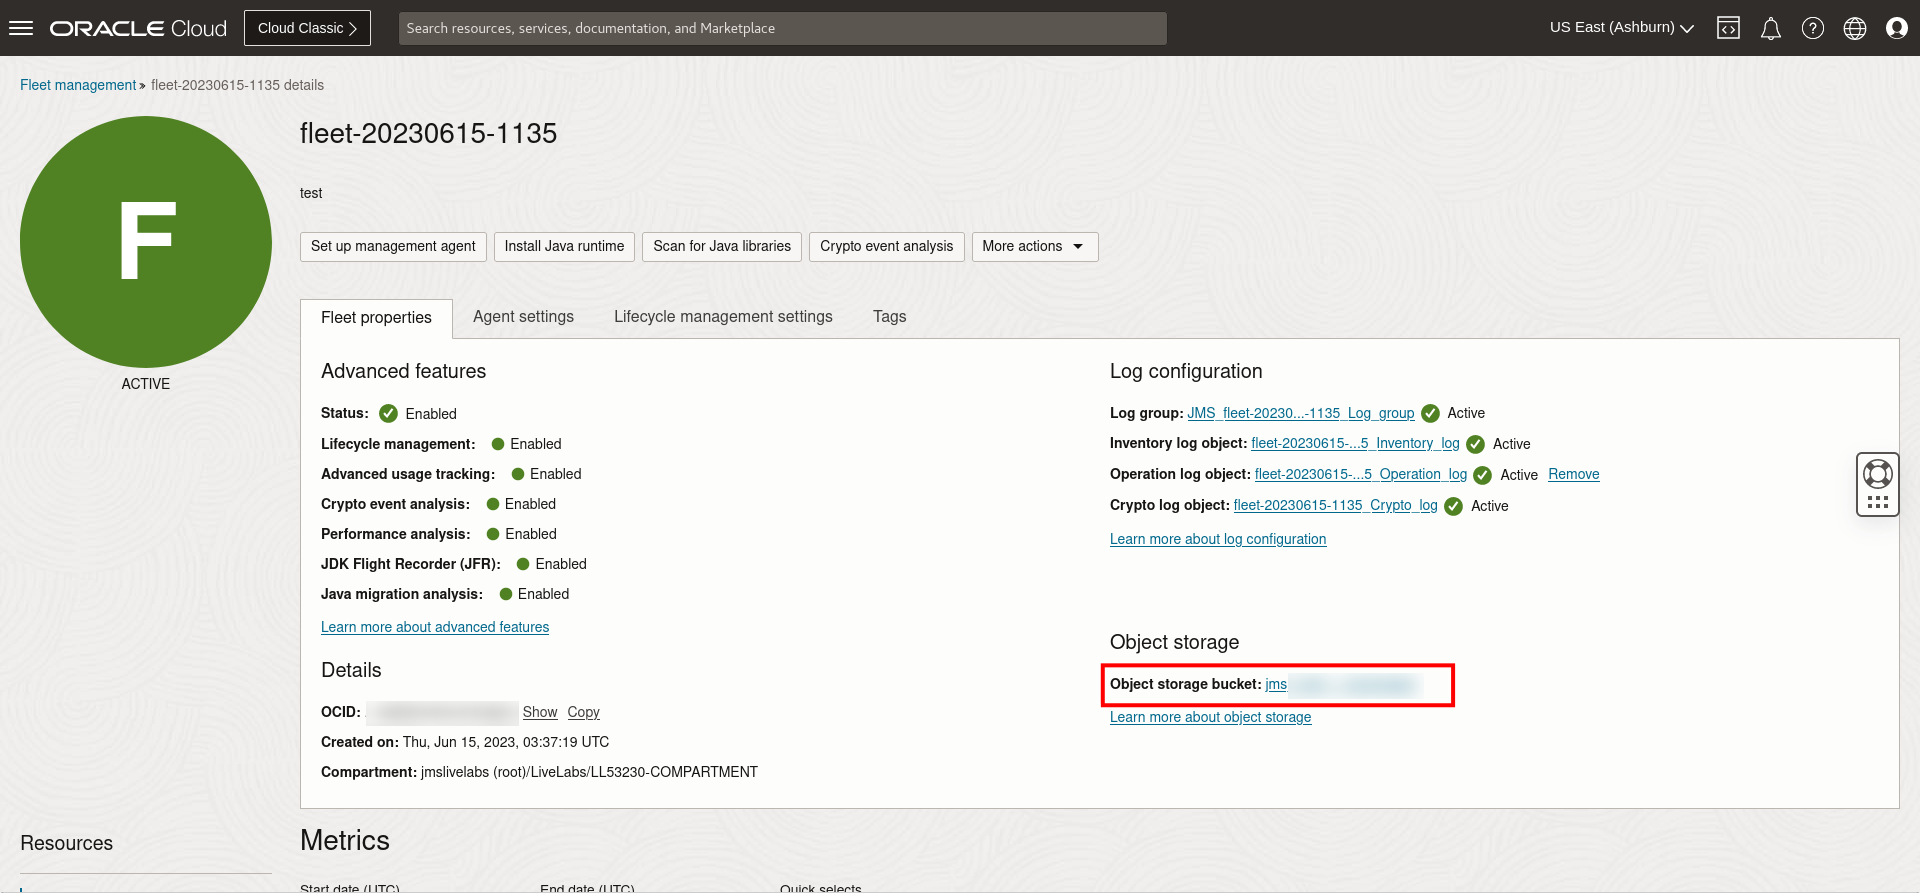 ORACLE Cloud Cloud Classic Search resources, services, documentation, and Marketplace US East (Ashburn)
Fleet management » fleet-20230615-1135 details
F
ACTIVE
fleet-20230615-1135
test
Set up management agent Install Java runtime Scan for Java libraries Crypto event analysis More actions
Fleet properties Agent settings Lifecycle management settings Tags
Advanced features
Status: Enabled
Lifecycle management: Enabled
Advanced usage tracking: Enabled
Crypto event analysis: Enabled
Performance analysis: Enabled
JDK Flight Recorder (JFR): Enabled
Java migration analysis: Enabled
Learn more about advanced features
Details
OCID: Show Copy
Created on: Thu, Jun 15, 2023, 03:37:19 UTC
Compartment: jmslivelabs (root)/LiveLabs/LL53230-COMPARTMENT
Log configuration
Log group: JMS_fleet-20230...-1135_Log_group Active
Inventory log object: fleet-20230615-...5_Inventory_log Active
Operation log object: fleet-20230615-...5_Operation_log Active Remove
Crypto log object: fleet-20230615-1135_Crypto_log Active
Learn more about log configuration
Object storage
Object storage bucket: jms
Learn more about object storage
Resources
Metrics
Start date (UTC) End date (UTC) Quick selects